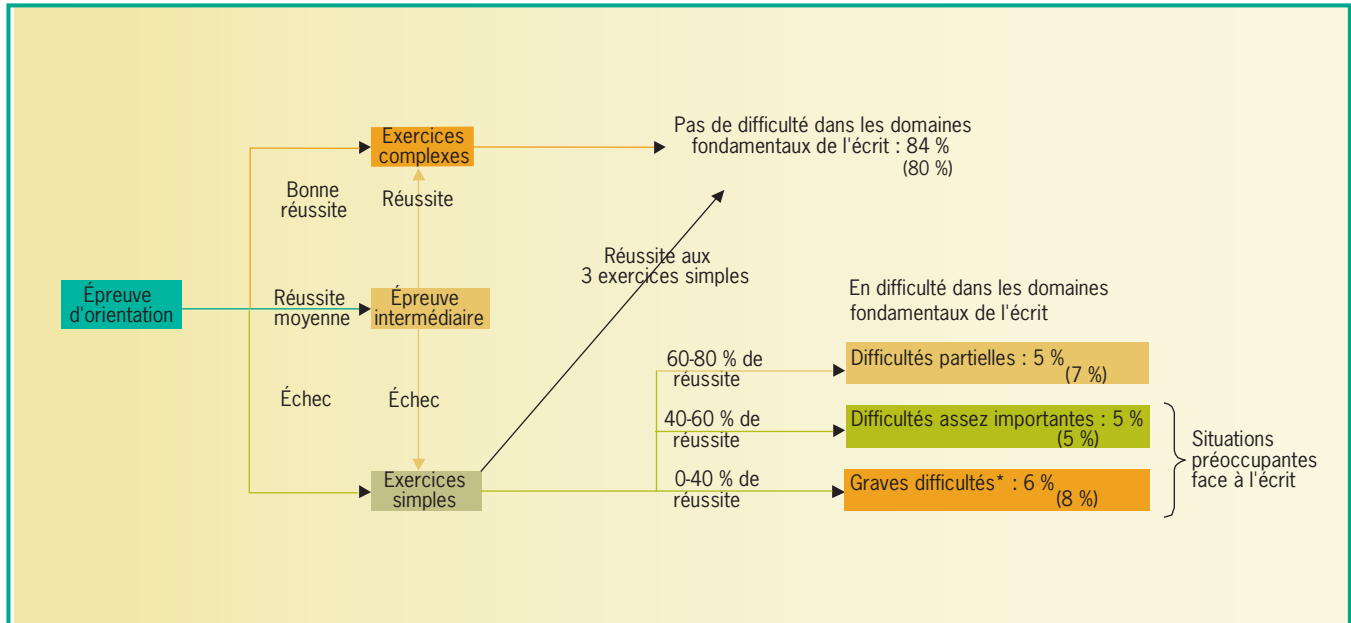 Exercices
complexes
Pas de difficulté dans les domaines
fondamentaux de l'écrit : 84 %
(80 %)
Bonne
réussite
Réussite
Réussite aux
3 exercices simples
Épreuve
d'orientation
Réussite
moyenne
Épreuve
intermédiaire
En difficulté dans les domaines
fondamentaux de l'écrit
60-80 % de
réussite
Difficultés partielles : 5 %
(7 %)
Échec
Échec
40-60 % de
réussite
Difficultés assez importantes : 5 %
(5 %)
Situations
préoccupantes
face à l'écrit
Exercices
simples
0-40 % de
réussite
Graves difficultés* : 6 %
(8 %)